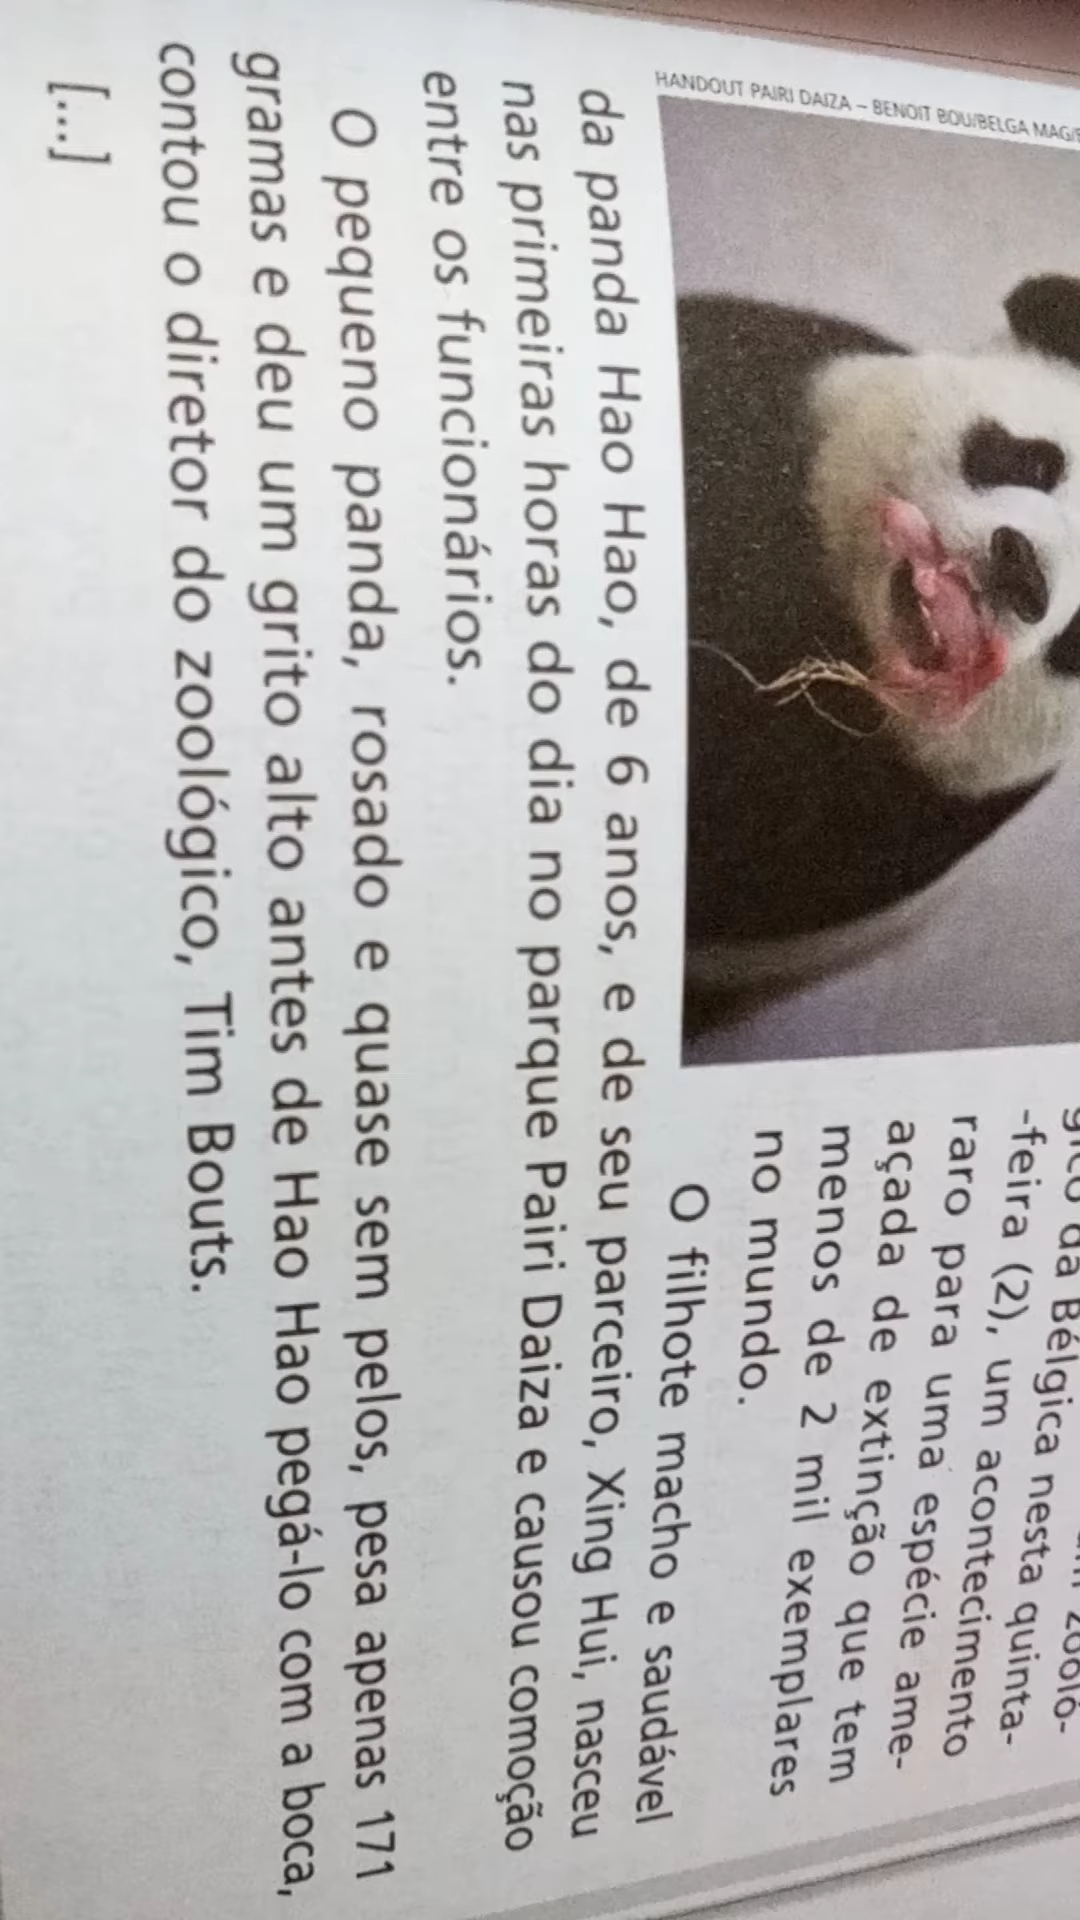 HANDOUT PAIRI DAIZA – BENOIT BOU/BELGA MAG/
da Bélgica nesta quinta-
-feira (2), um acontecimento
raro para uma espécie ame-
açada de extinção que tem
menos de 2 mil exemplares
no mundo.
O filhote macho e saudável
da panda Hao Hao, de 6 anos, e de seu parceiro, Xing Hui, nasceu
nas primeiras horas do dia no parque Pairi Daiza e causou comoção
entre os funcionários.
O pequeno panda, rosado e quase sem pelos, pesa apenas 171
gramas e deu um grito alto antes de Hao Hao pegá-lo com a boca,
contou o diretor do zoológico, Tim Bouts.
[...]